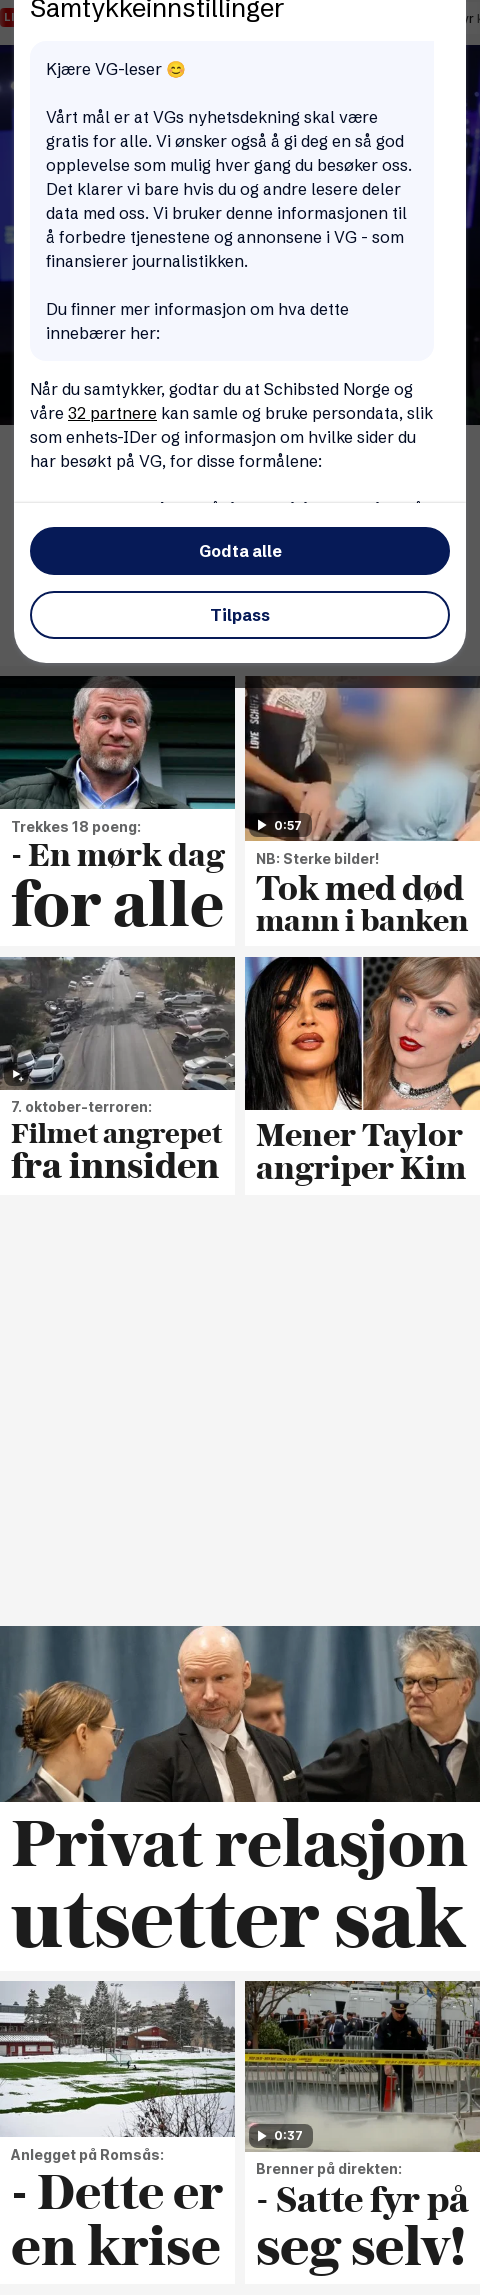 Samtykkeinnstillinger
Kjære VG-leser 😊
Vårt mål er at VGs nyhetsdekning skal være
gratis for alle. Vi ønsker også å gi deg en så god
opplevelse som mulig hver gang du besøker oss.
Det klarer vi bare hvis du og andre lesere deler
data med oss. Vi bruker denne informasjonen til
å forbedre tjenestene og annonsene i VG - som
finansierer journalistikken.
Du finner mer informasjon om hva dette
innebærer her:
Når du samtykker, godtar du at Schibsted Norge og
våre 32 partnere kan samle og bruke persondata, slik
som enhets-IDer og informasjon om hvilke sider du
har besøkt på VG, for disse formålene:
Godta alle
Tilpass
Trekkes 18 poeng:
- En mørk dag
for alle
0:57
NB: Sterke bilder!
Tok med død
mann i banken
7. oktober-terroren:
Filmet angrepet
fra innsiden
Mener Taylor
angriper Kim
Privat relasjon
utsetter sak
Anlegget på Romsås:
- Dette er
en krise
0:37
Brenner på direkten:
- Satte fyr på
seg selv!